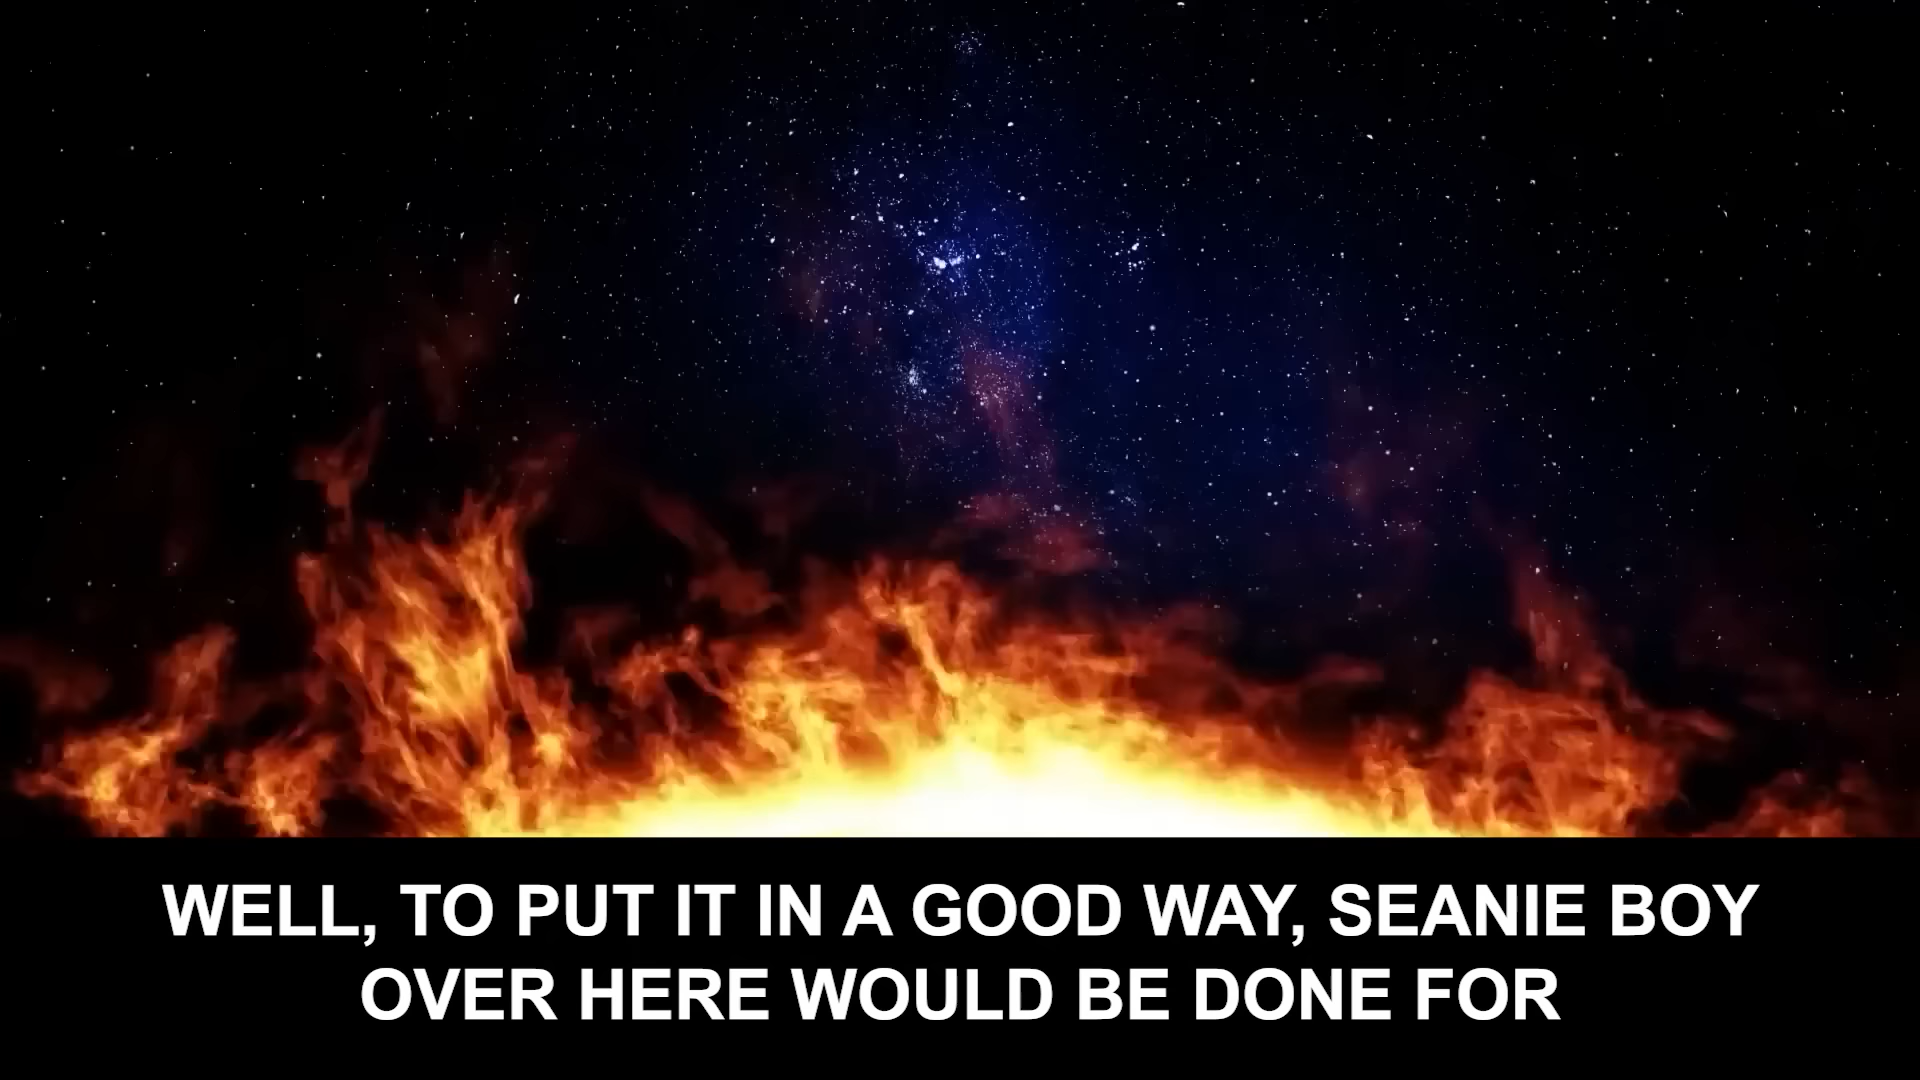 WELL, TO PUT IT IN A GOOD WAY, SEANIE BOY
OVER HERE WOULD BE DONE FOR